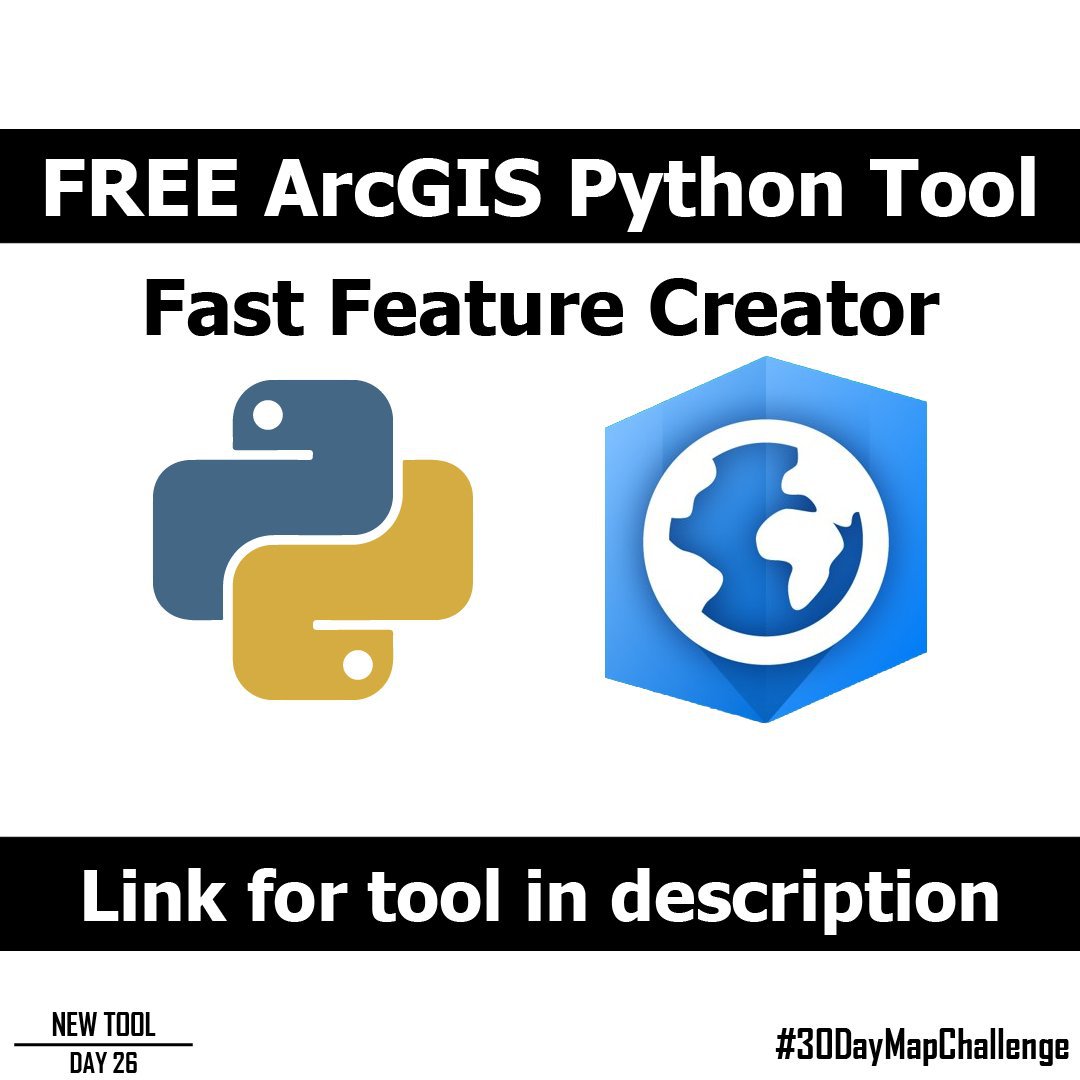 FREE ArcGIS Python Tool
Fast Feature Creator
Link for tool in description
NEW TOOL
DAY 26
#30DayMapChallenge